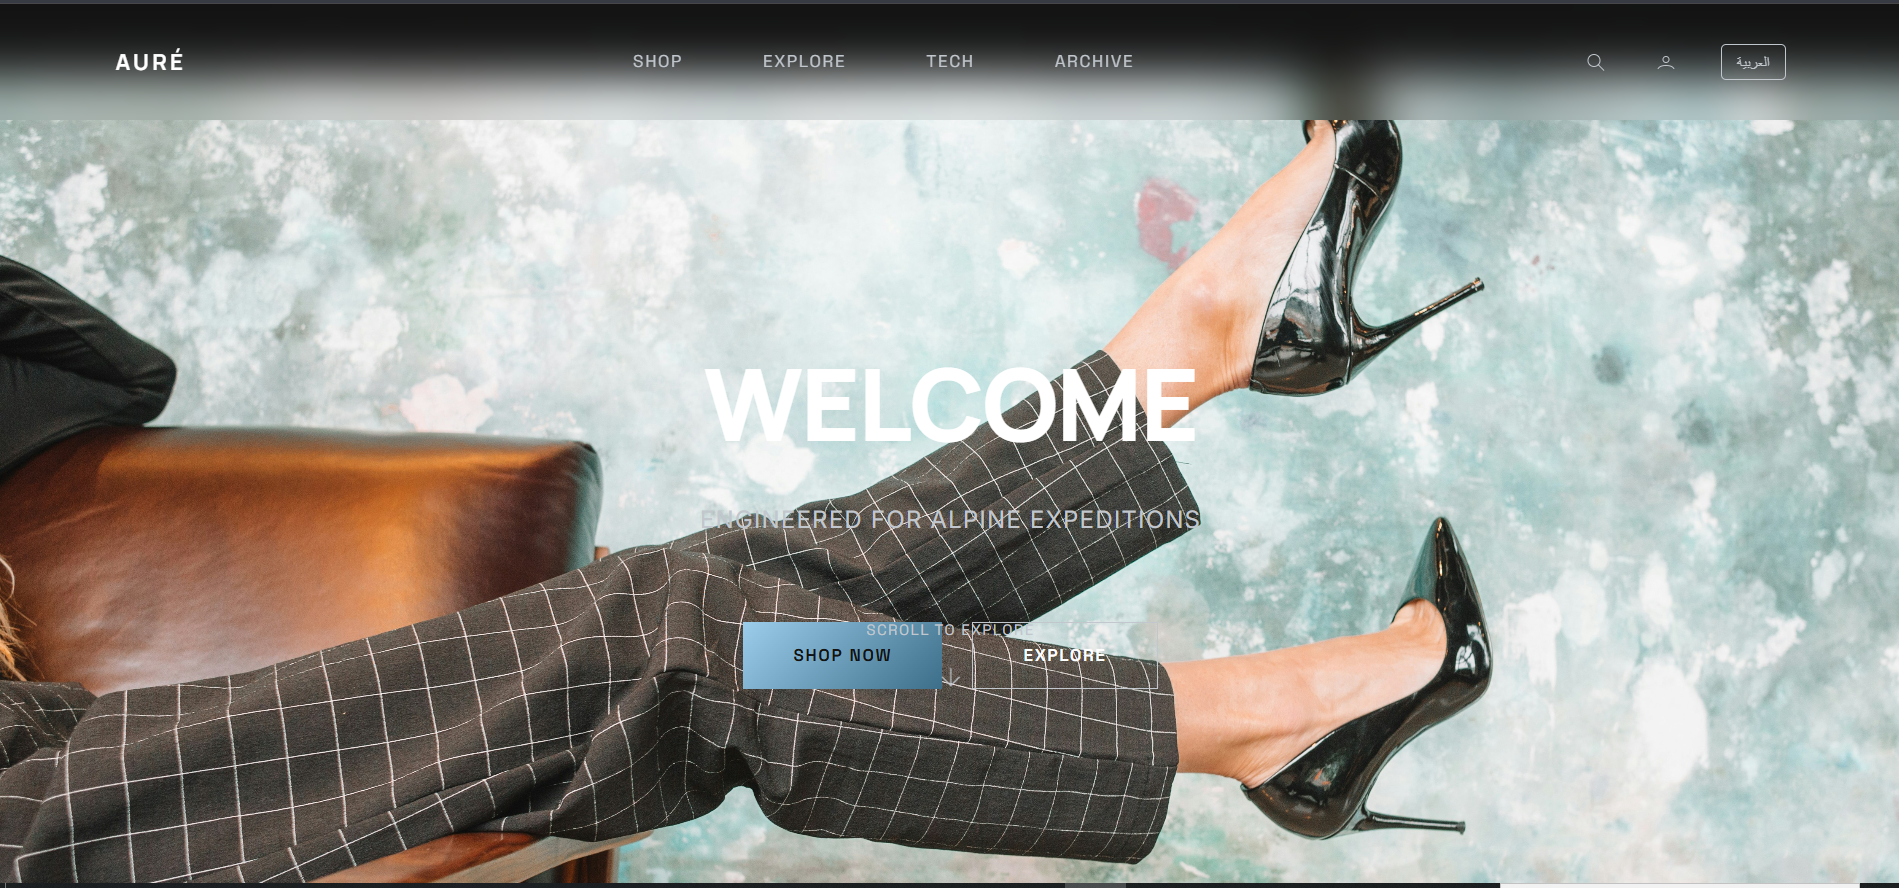 AURÉ
SHOP
EXPLORE
TECH
ARCHIVE
العربية
WELCOME
ENGINEERED FOR ALPINE EXPEDITIONS
SCROLL TO EXPLORE
SHOP NOW
EXPLORE